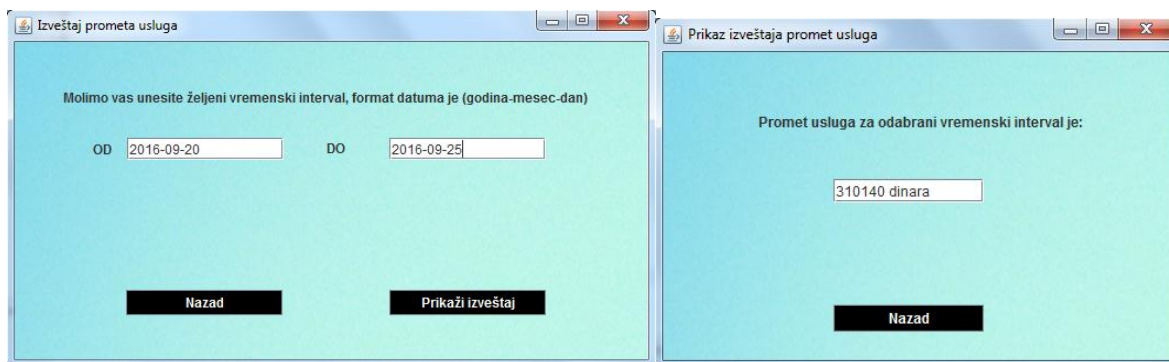 Izveštaj prometa usluga
Molimo vas unesite željeni vremenski interval, format datuma je (godina-mesec-dan)
OD 2016-09-20 DO 2016-09-25
Nazad Prikaži izveštaj
Prikaz izveštaja promet usluga
Promet usluga za odabrani vremenski interval je:
310140 dinara
Nazad